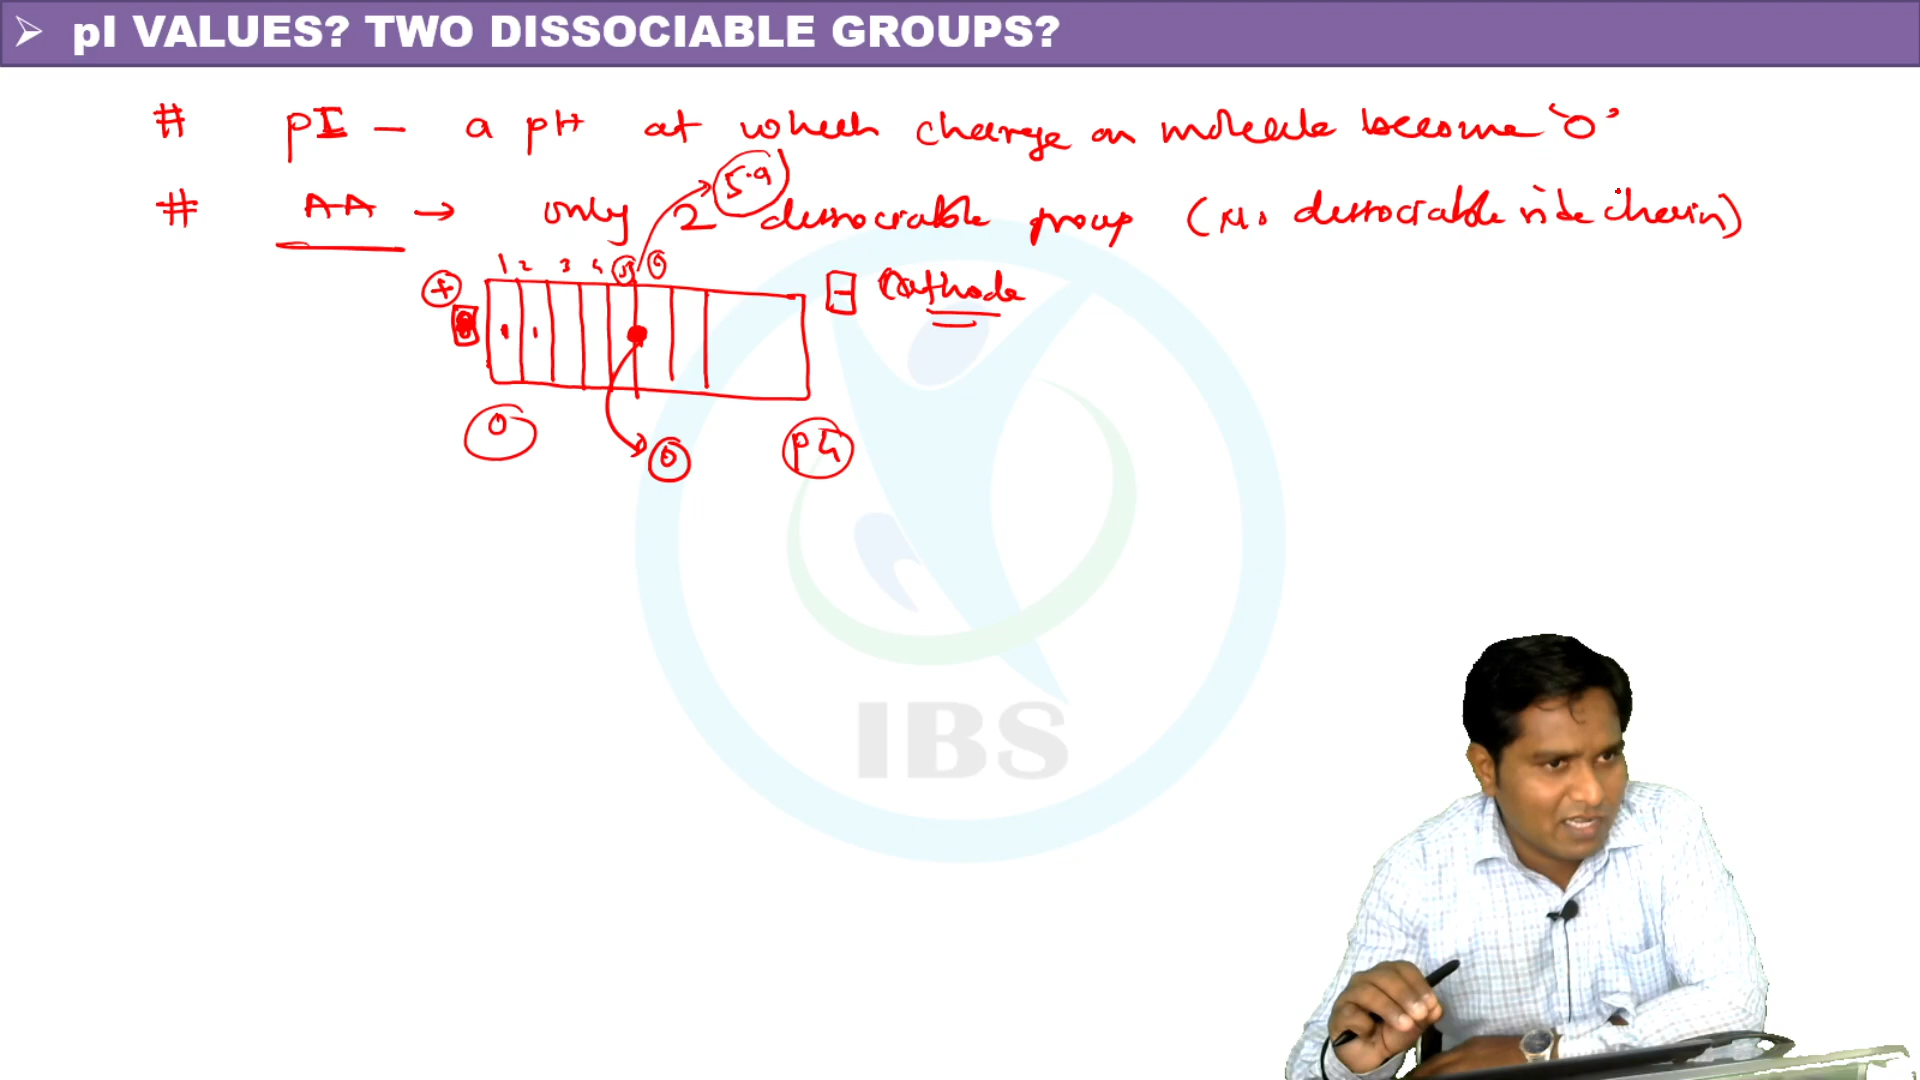 pI VALUES? TWO DISSOCIABLE GROUPS?
# pI - a pH at which charge on molecule become '0'
# AA → only 2 dissociable group (No dissociable side chain)
5.9
1 2 3 4 5 6
+
- Cathode
0
0
IBS